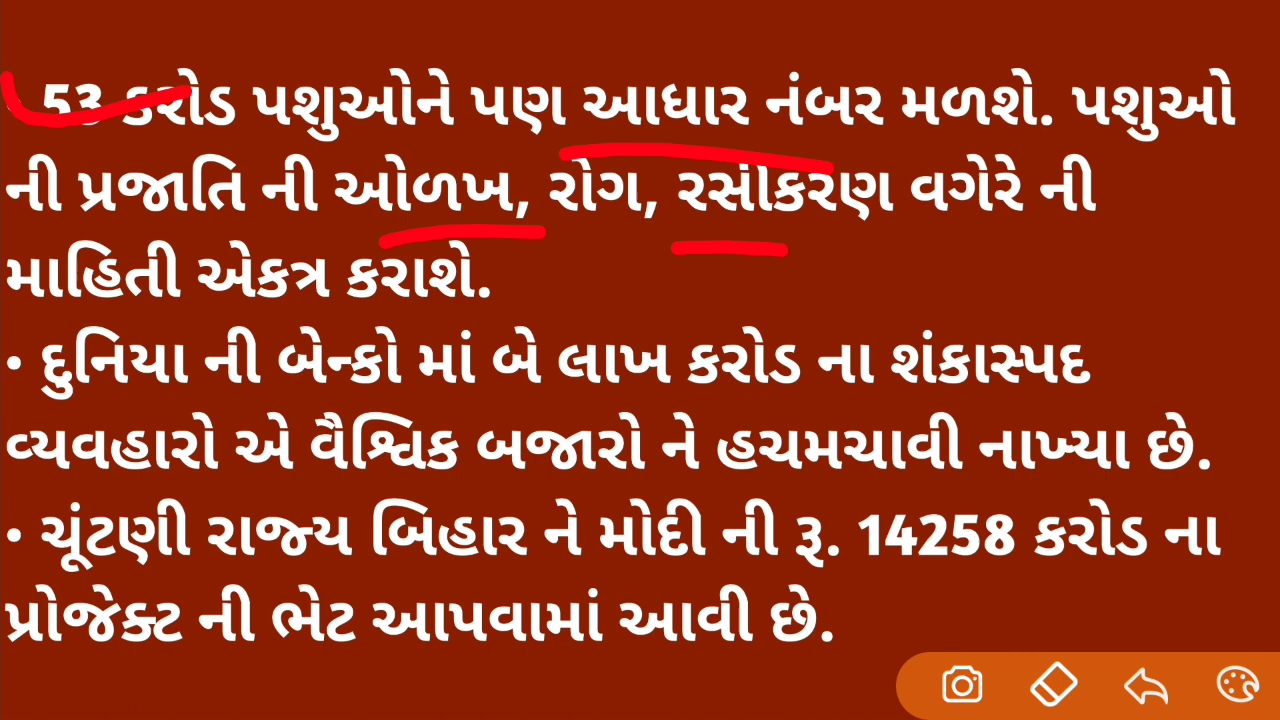 • 53 કરોડ પશુઓને પણ આધાર નંબર મળશે. પશુઓ
ની પ્રજાતિ ની ઓળખ, રોગ, રસીકરણ વગેરે ની
માહિતી એકત્ર કરાશે.
• દુનિયા ની બેન્કો માં બે લાખ કરોડ ના શંકાસ્પદ
વ્યવહારો એ વૈશ્વિક બજારો ને હચમચાવી નાખ્યા છે.
• ચૂંટણી રાજ્ય બિહાર ને મોદી ની રૂ. 14258 કરોડ ના
પ્રોજેક્ટ ની ભેટ આપવામાં આવી છે.